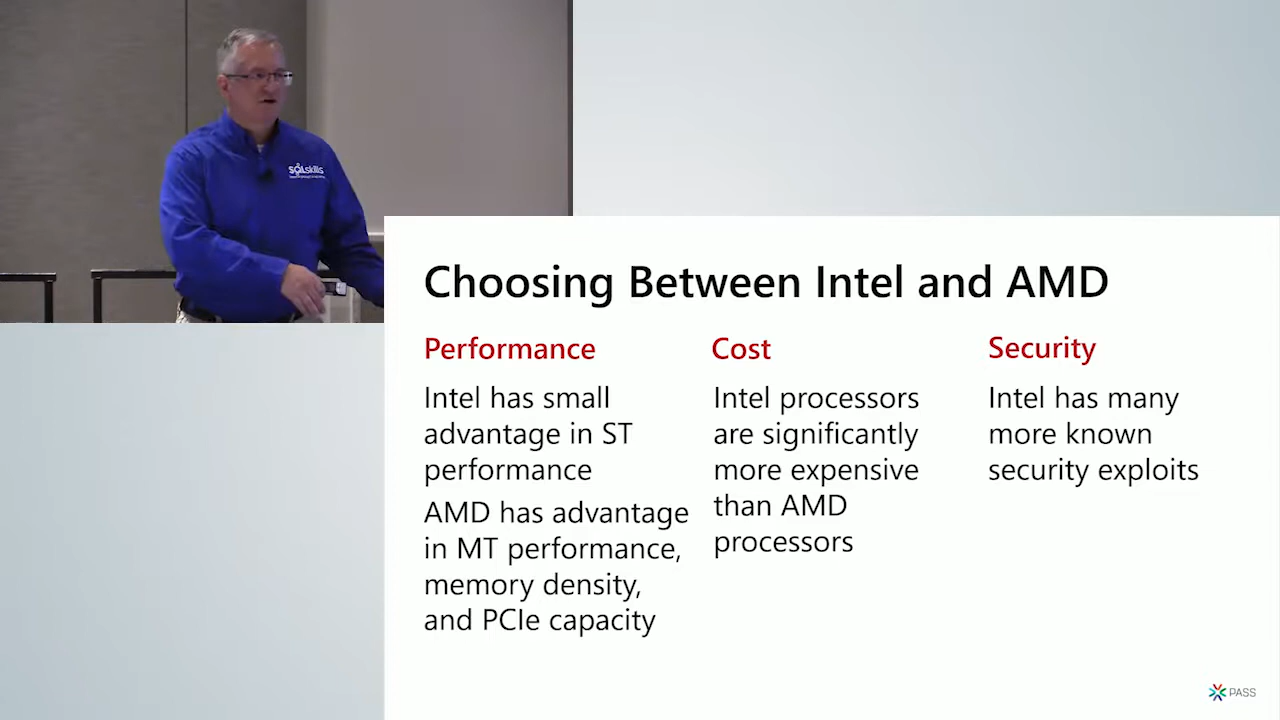 SQLskills
Choosing Between Intel and AMD
Performance
Intel has small
advantage in ST
performance
AMD has advantage
in MT performance,
memory density,
and PCIe capacity
Cost
Intel processors
are significantly
more expensive
than AMD
processors
Security
Intel has many
more known
security exploits
PASS